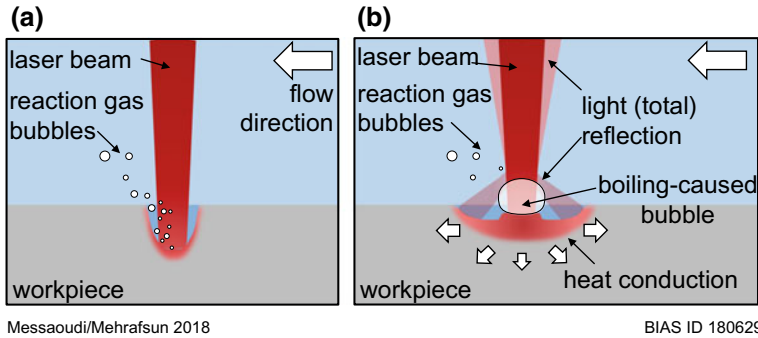 (a)
laser beam
reaction gas
bubbles
flow
direction
workpiece
(b)
laser beam
reaction gas
bubbles
light (total)
reflection
boiling-caused
bubble
heat conduction
workpiece
Messaoudi/Mehrafsun 2018
BIAS ID 180629